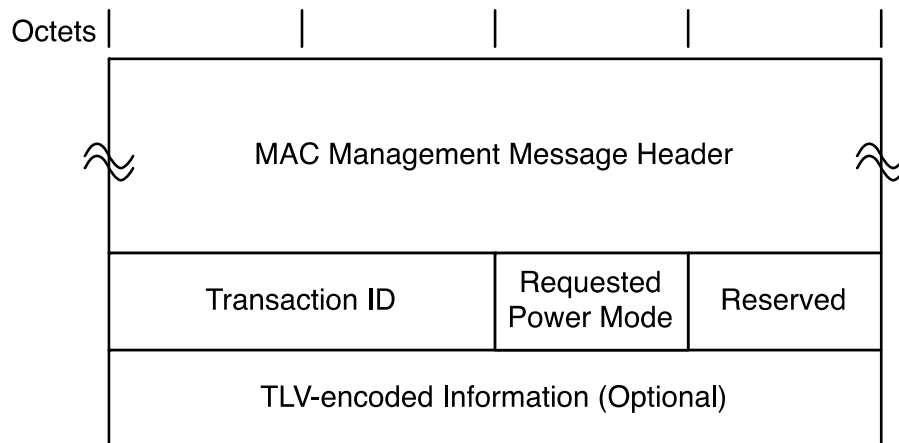 Octets
MAC Management Message Header
Transaction ID
Requested
Power Mode
Reserved
TLV-encoded Information (Optional)